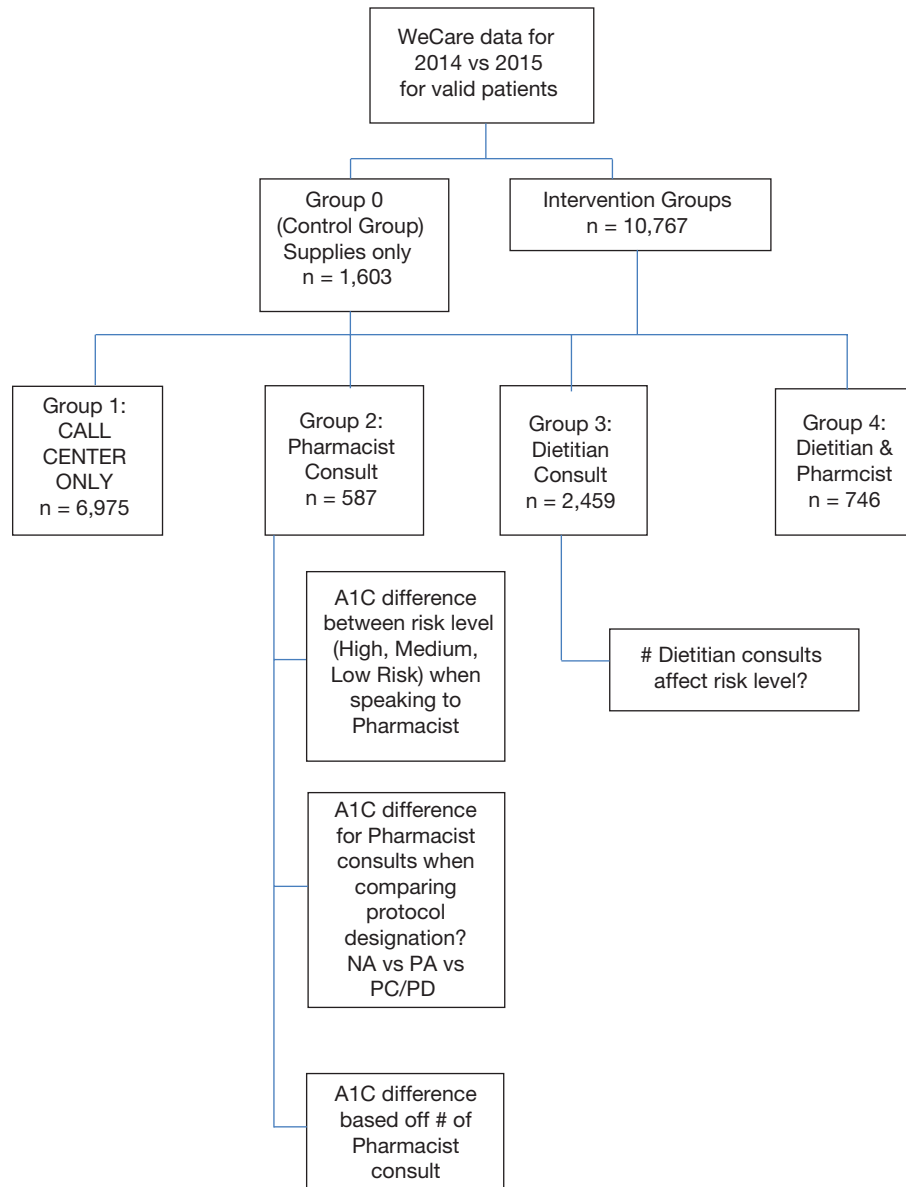 WeCare data for
2014 vs 2015
for valid patients
Group 0
(Control Group)
Supplies only
n = 1,603
Intervention Groups
n = 10,767
Group 1:
CALL
CENTER
ONLY
n = 6,975
Group 2:
Pharmacist
Consult
n = 587
Group 3:
Dietitian
Consult
n = 2,459
Group 4:
Dietitian &
Pharmcist
n = 746
A1C difference
between risk level
(High, Medium,
Low Risk) when
speaking to
Pharmacist
# Dietitian consults
affect risk level?
A1C difference
for Pharmacist
consults when
comparing
protocol
designation?
NA vs PA vs
PC/PD
A1C difference
based off # of
Pharmacist
consult